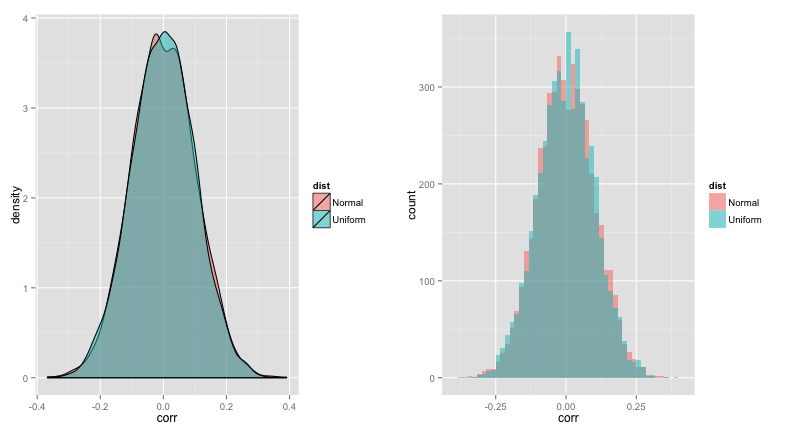 4
3
2
1
0
density
-0.4
-0.2
0.0
0.2
0.4
corr
dist
Normal
Uniform
300
200
100
0
count
-0.25
0.00
0.25
corr
dist
Normal
Uniform